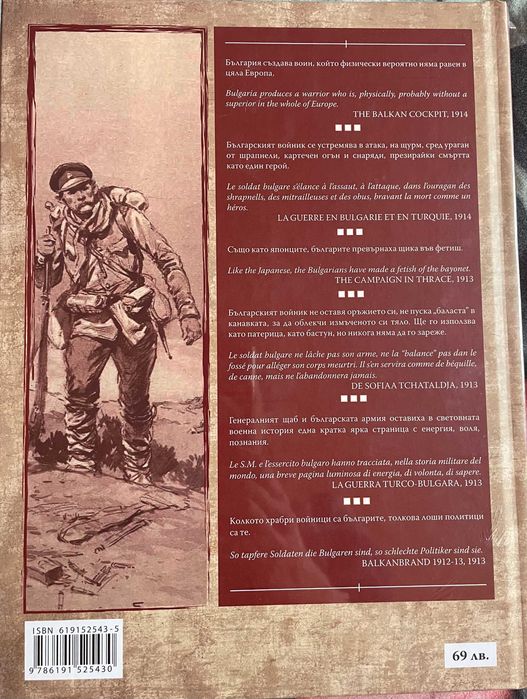 България създава воин, който физически вероятно няма равен в
цяла Европа.
Bulgaria produces a warrior who is, physically, probably without a
superior in the whole of Europe.
THE BALKAN COCKPIT, 1914
Българският войник се устремява в атака, на щурм, сред ураган
от шрапнели, картечен огън и снаряди, презирайки смъртта
като един герой.
Le soldat bulgare s'élance à l'assaut, à l'attaque, dans l'ouragan des
shrapnells, des mitrailleuses et des obus, bravant la mort comme un
héros.
LA GUERRE EN BULGARIE ET EN TURQUIE, 1914
Също като японците, българите превърнаха щика във фетиш.
Like the Japanese, the Bulgarians have made a fetish of the bayonet.
THE CAMPAIGN IN THRACE, 1913
Българският войник не оставя оръжието си, не пуска „баласта“ в
канавката, за да облекчи измъченото си тяло. Ще го използва
като патерица, като бастун, но никога няма да го зареже.
Le soldat bulgare ne lâche pas son arme, ne la "balance" pas dan le
fossé pour alléger son corps meurtri. Il s'en servira comme de béquille,
de canne, mais ne l'abandonnera jamais.
DE SOFIAA TCHATALDJA, 1913
Генералният щаб и българската армия оставиха в световната
военна история една кратка ярка страница с енергия, воля,
познания.
Le S.M. e l'essercito bulgaro hanno tracciata, nella storia militare del
mondo, una breve pagina luminosa di energia, di volonta, di sapere.
LA GUERRA TURCO-BULGARA, 1913
Колкото храбри войници са българите, толкова лоши политици
са те.
So tapfere Soldaten die Bulgaren sind, so schlechte Politiker sind sie.
BALKANBRAND 1912-13, 1913
ISBN 619152543-5
9 786191 525430
69 лв.